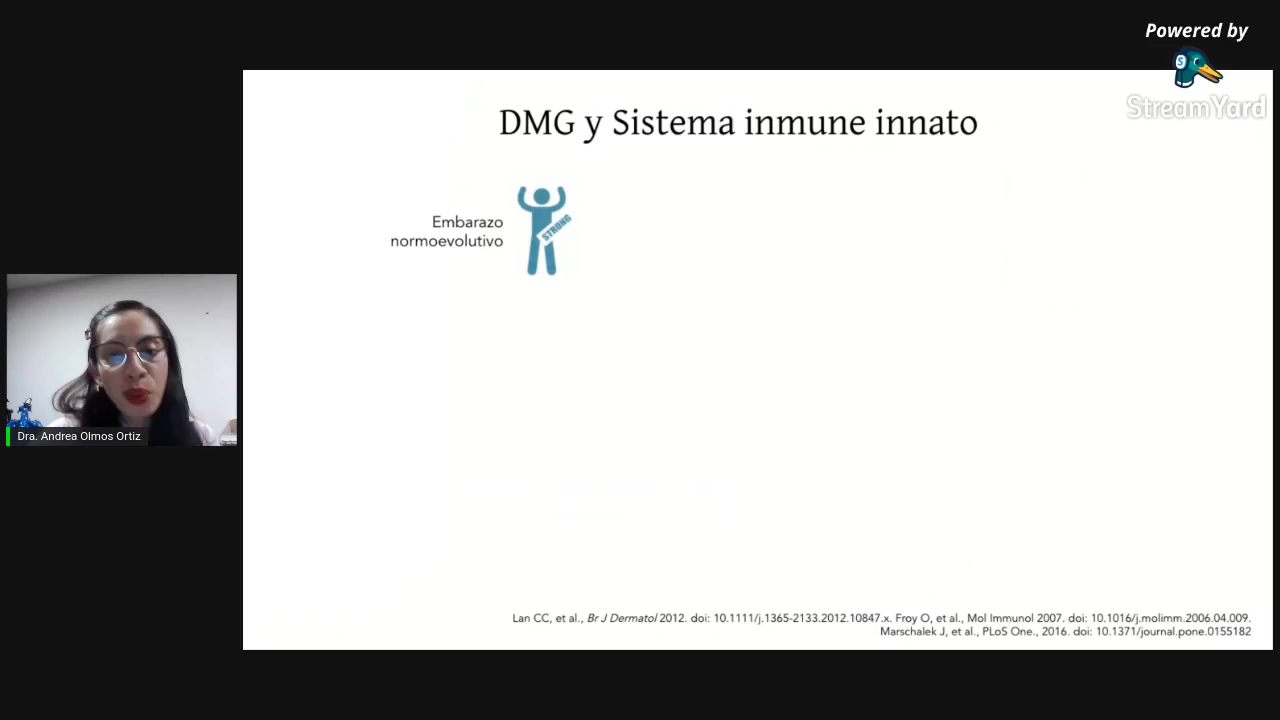 Powered by
StreamYard
DMG y Sistema inmune innato
Embarazo
normoevolutivo
STRONG
Dra. Andrea Olmos Ortiz
Lan CC, et al., Br J Dermatol 2012. doi: 10.1111/j.1365-2133.2012.10847.x. Froy O, et al., Mol Immunol 2007. doi: 10.1016/j.molimm.2006.04.009.
Marschalek J, et al., PLoS One., 2016. doi: 10.1371/journal.pone.0155182